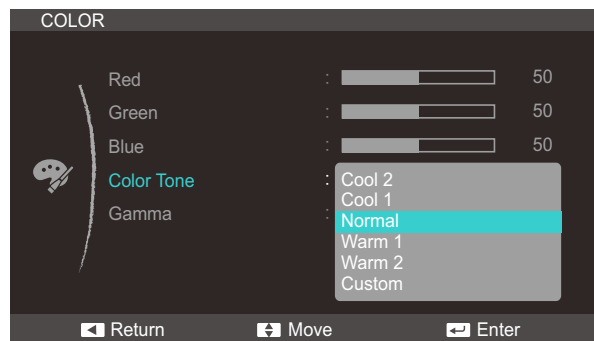 COLOR
Red : 50
Green : 50
Blue : 50
Color Tone : Cool 2
Cool 1
Gamma : Normal
Warm 1
Warm 2
Custom
Return Move Enter